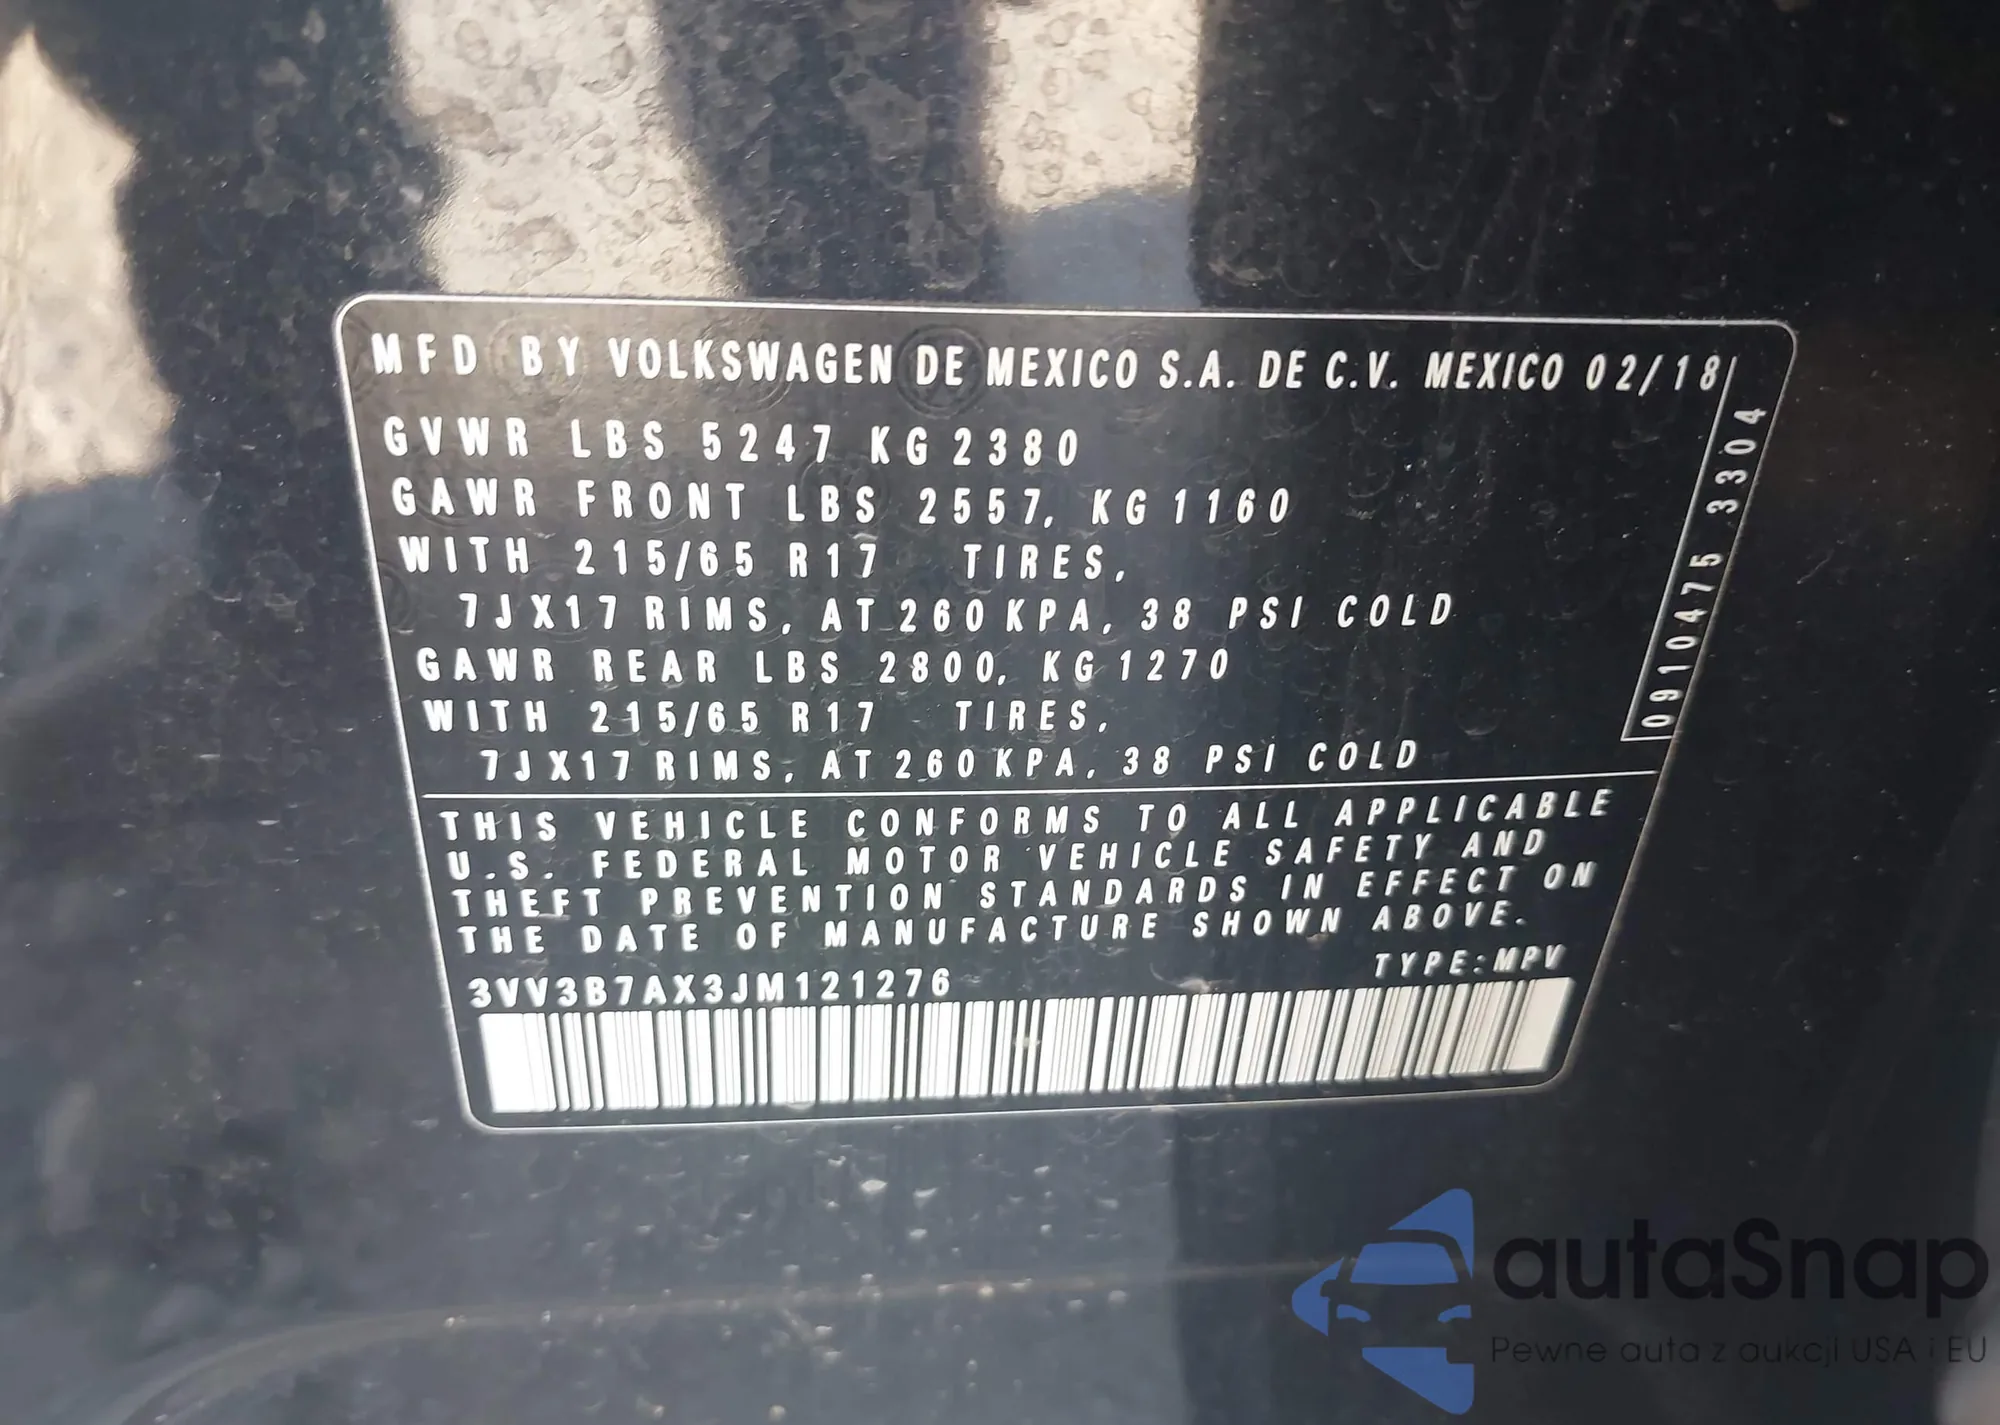 MFD BY VOLKSWAGEN DE MEXICO S.A. DE C.V. MEXICO 02/18
GVWR LBS 5247 KG 2380
GAWR FRONT LBS 2557, KG 1160
WITH 215/65 R17 TIRES,
7JX17 RIMS, AT 260 KPA, 38 PSI COLD
GAWR REAR LBS 2800, KG 1270
WITH 215/65 R17 TIRES,
7JX17 RIMS, AT 260 KPA, 38 PSI COLD
0910475 3304
THIS VEHICLE CONFORMS TO ALL APPLICABLE
U.S. FEDERAL MOTOR VEHICLE SAFETY AND
THEFT PREVENTION STANDARDS IN EFFECT ON
THE DATE OF MANUFACTURE SHOWN ABOVE.
TYPE:MPV
3VV3B7AX3JM121276
autaSnap
Pewne auta z aukcji USA i EU